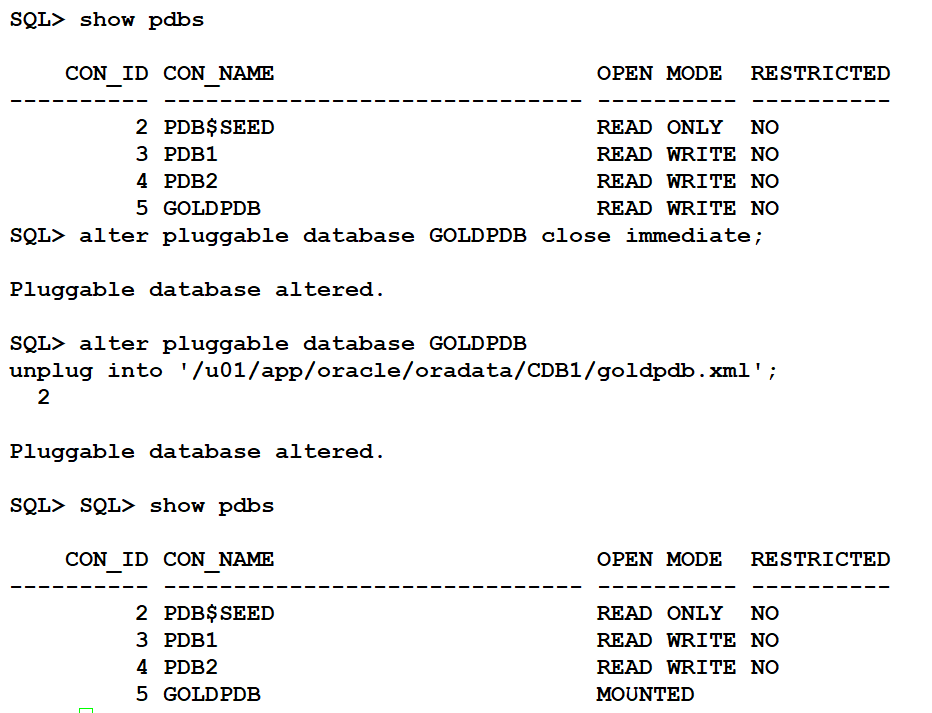 SQL> show pdbs
    CON_ID CON_NAME                       OPEN MODE  RESTRICTED
---------- ------------------------------ ---------- ----------
         2 PDB$SEED                       READ ONLY  NO
         3 PDB1                           READ WRITE NO
         4 PDB2                           READ WRITE NO
         5 GOLDPDB                        READ WRITE NO
SQL> alter pluggable database GOLDPDB close immediate;
Pluggable database altered.
SQL> alter pluggable database GOLDPDB
unplug into '/u01/app/oracle/oradata/CDB1/goldpdb.xml';
  2
Pluggable database altered.
SQL> SQL> show pdbs
    CON_ID CON_NAME                       OPEN MODE  RESTRICTED
---------- ------------------------------ ---------- ----------
         2 PDB$SEED                       READ ONLY  NO
         3 PDB1                           READ WRITE NO
         4 PDB2                           READ WRITE NO
         5 GOLDPDB                        MOUNTED